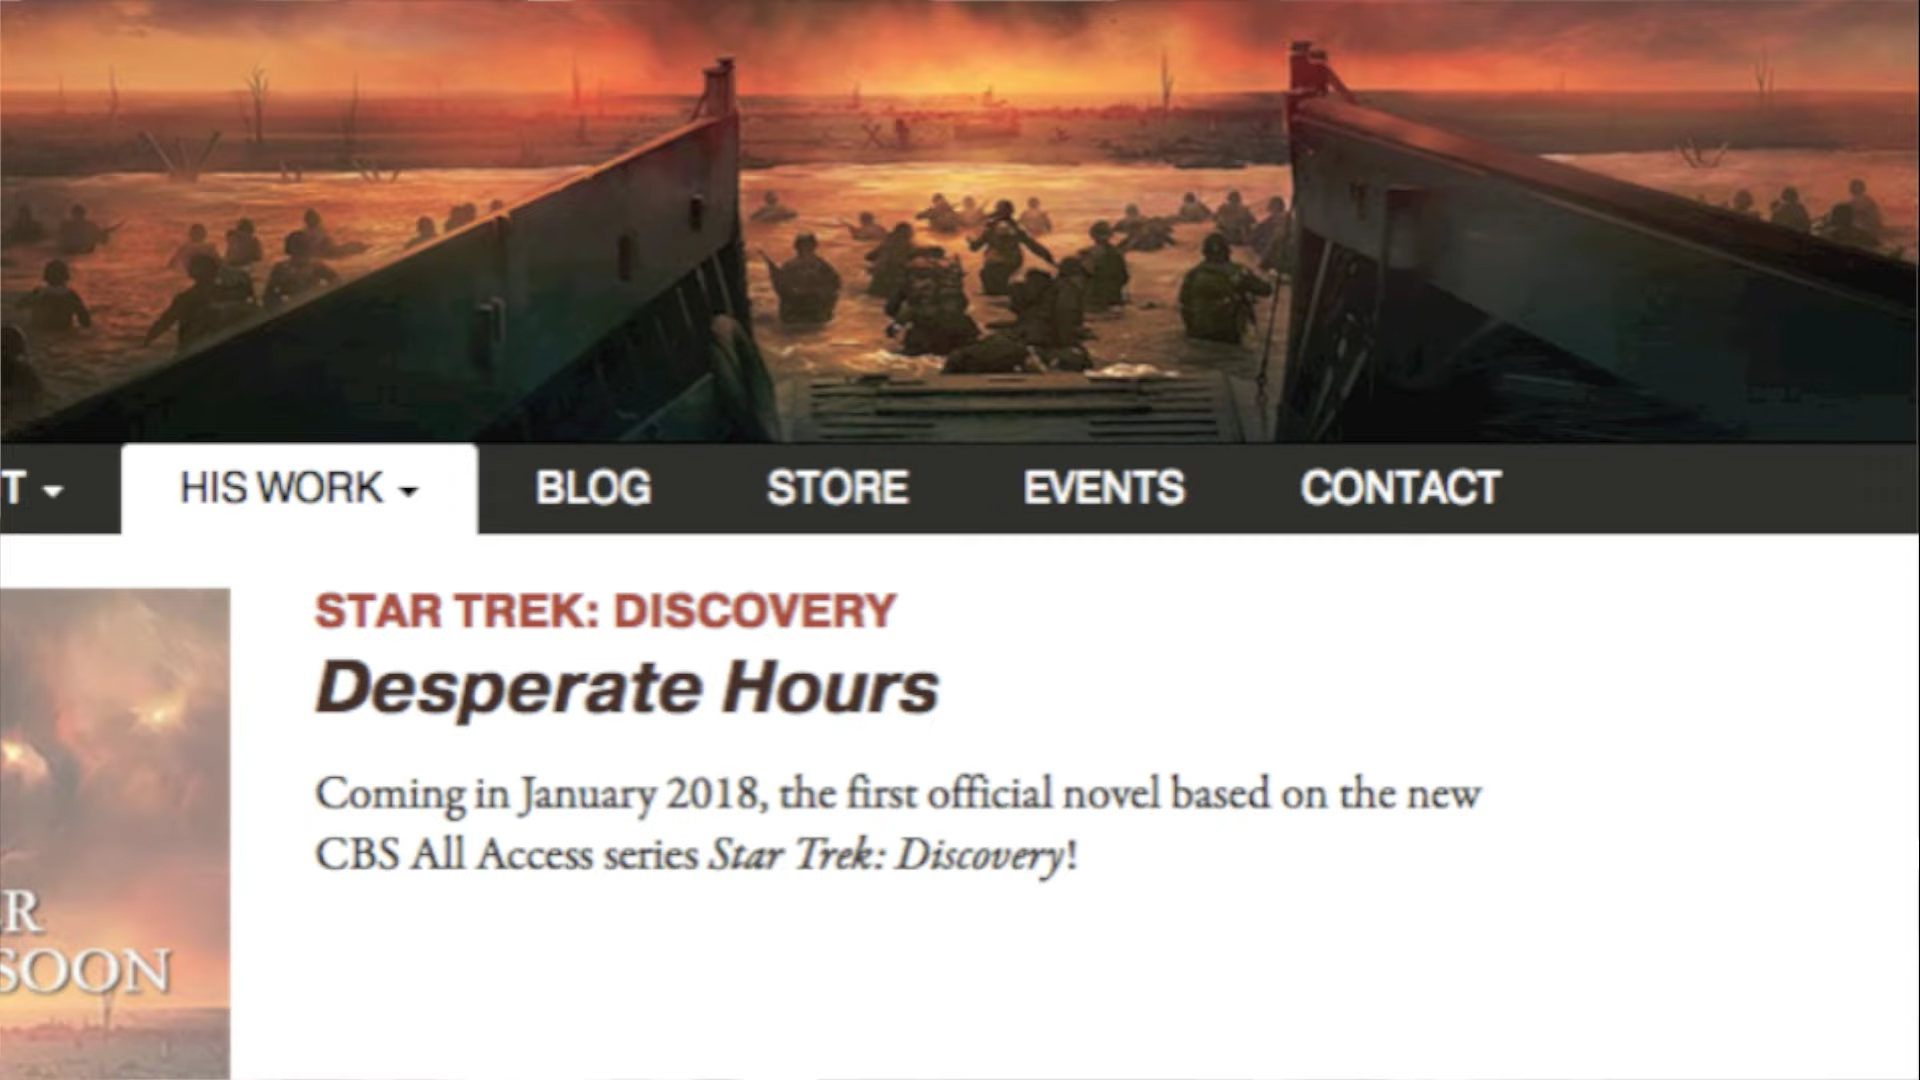 T
HIS WORK
BLOG
STORE
EVENTS
CONTACT
STAR TREK: DISCOVERY
Desperate Hours
Coming in January 2018, the first official novel based on the new
CBS All Access series Star Trek: Discovery!
R
SOON